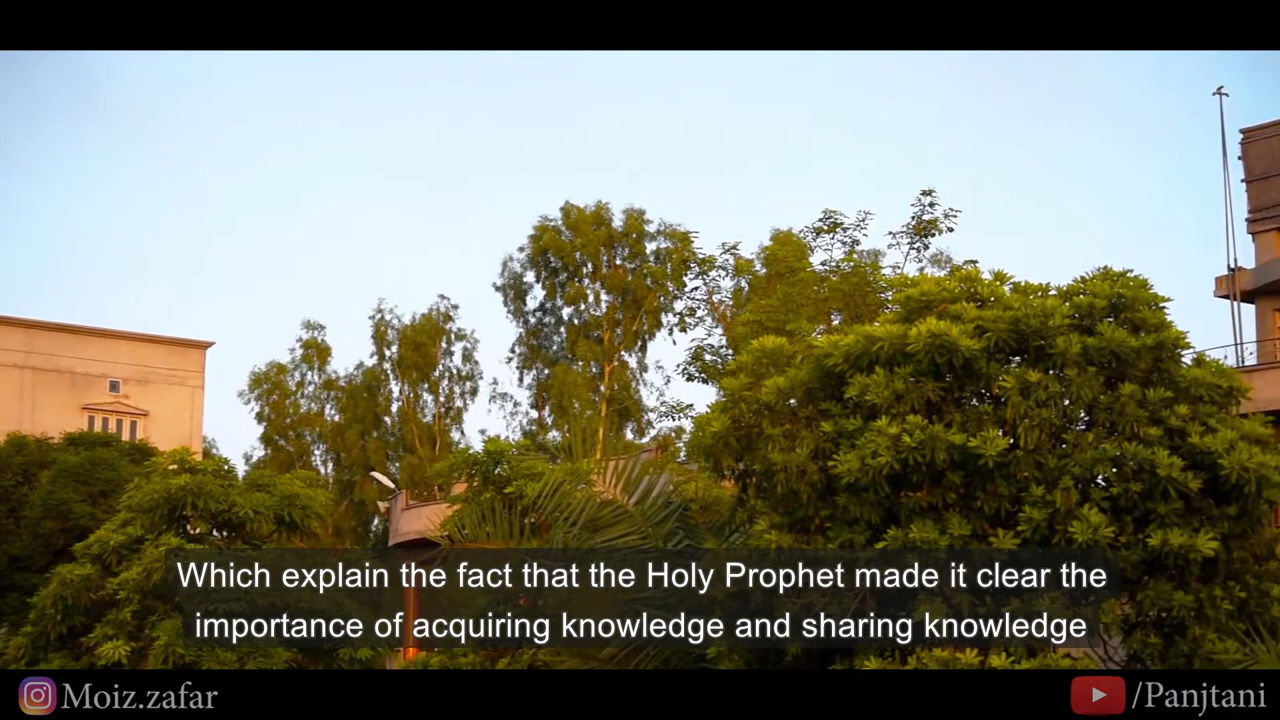 Which explain the fact that the Holy Prophet made it clear the
importance of acquiring knowledge and sharing knowledge
Moiz.zafar
/Panjtani